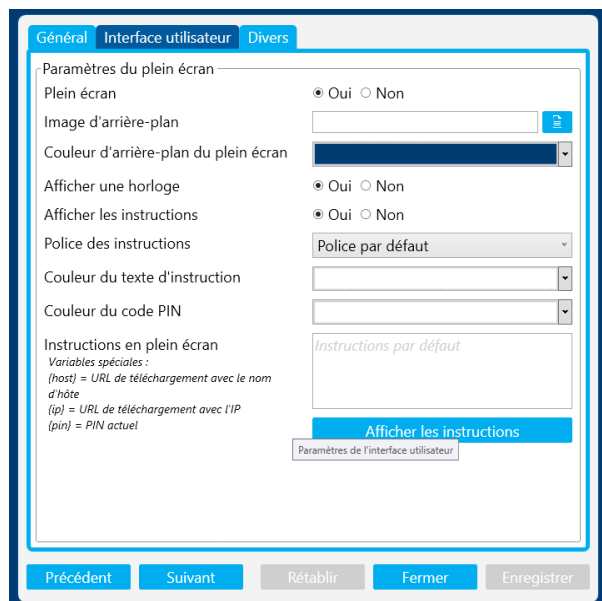 Général Interface utilisateur Divers
Paramètres du plein écran
Plein écran Oui Non
Image d'arrière-plan
Couleur d'arrière-plan du plein écran
Afficher une horloge Oui Non
Afficher les instructions Oui Non
Police des instructions Police par défaut
Couleur du texte d'instruction
Couleur du code PIN
Instructions en plein écran Instructions par défaut
Variables spéciales :
{host} = URL de téléchargement avec le nom
d'hôte
{ip} = URL de téléchargement avec l'IP
{pin} = PIN actuel
Afficher les instructions
Paramètres de l'interface utilisateur
Précédent Suivant Rétablir Fermer Enregistrer